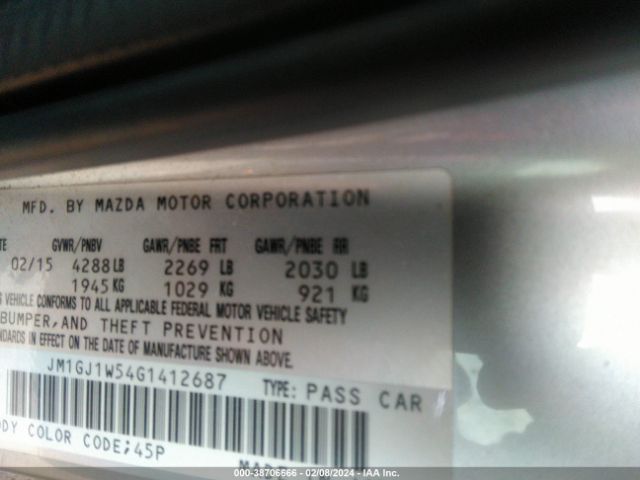 MFD. BY MAZDA MOTOR CORPORATION
TE GVWR/PNBV GAWR/PNBE FRT GAWR/PNBE RR
02/15 4288 LB 2269 LB 2030 LB
1945 KG 1029 KG 921 KG
VEHICLE CONFORMS TO ALL APPLICABLE FEDERAL MOTOR VEHICLE SAFETY
BUMPER, AND THEFT PREVENTION
NDARDS IN EFFECT ON THE DATE OF MANUFACTURE SHOWN ABOVE.
JM1GJ1W54G1412687 TYPE: PASS CAR
DY COLOR CODE;45P
000-38706666 - 02/08/2024 - IAA Inc.